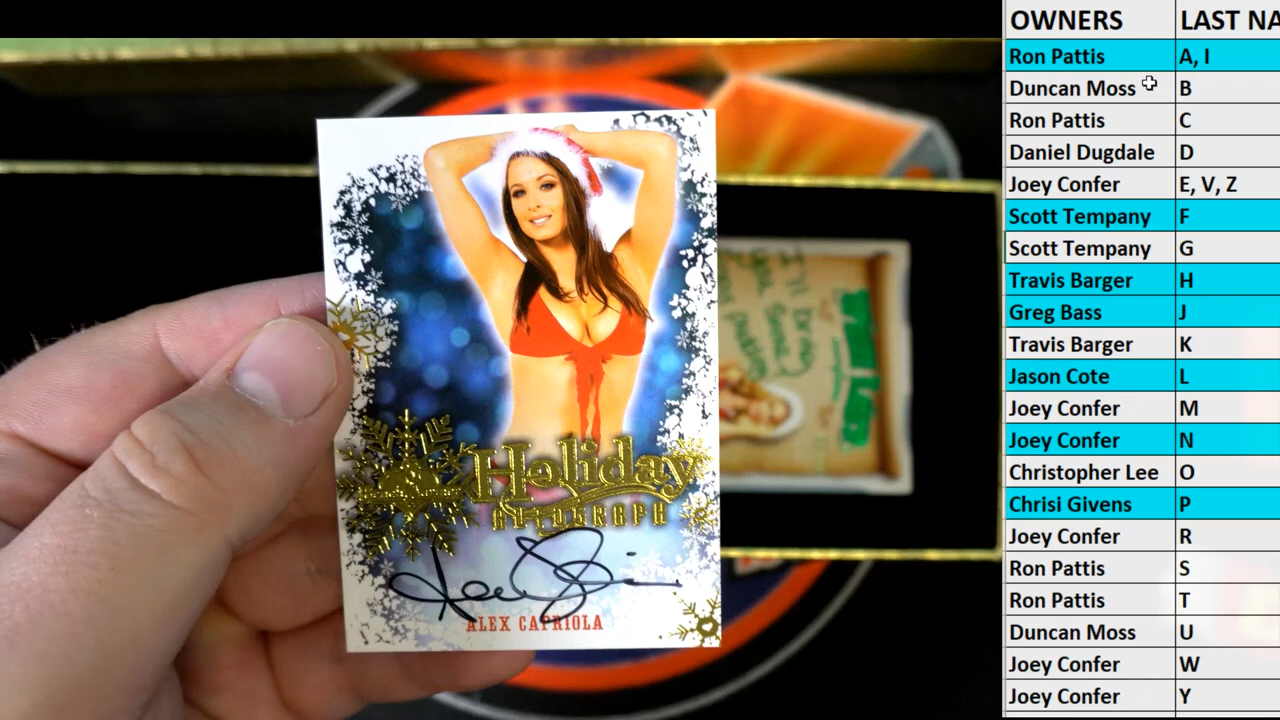 Holiday
AUTOGRAPH
ALEX CAPRIOLA
OWNERS LAST NA
Ron Pattis A, I
Duncan Moss B
Ron Pattis C
Daniel Dugdale D
Joey Confer E, V, Z
Scott Tempany F
Scott Tempany G
Travis Barger H
Greg Bass J
Travis Barger K
Jason Cote L
Joey Confer M
Joey Confer N
Christopher Lee O
Chrisi Givens P
Joey Confer R
Ron Pattis S
Ron Pattis T
Duncan Moss U
Joey Confer W
Joey Confer Y